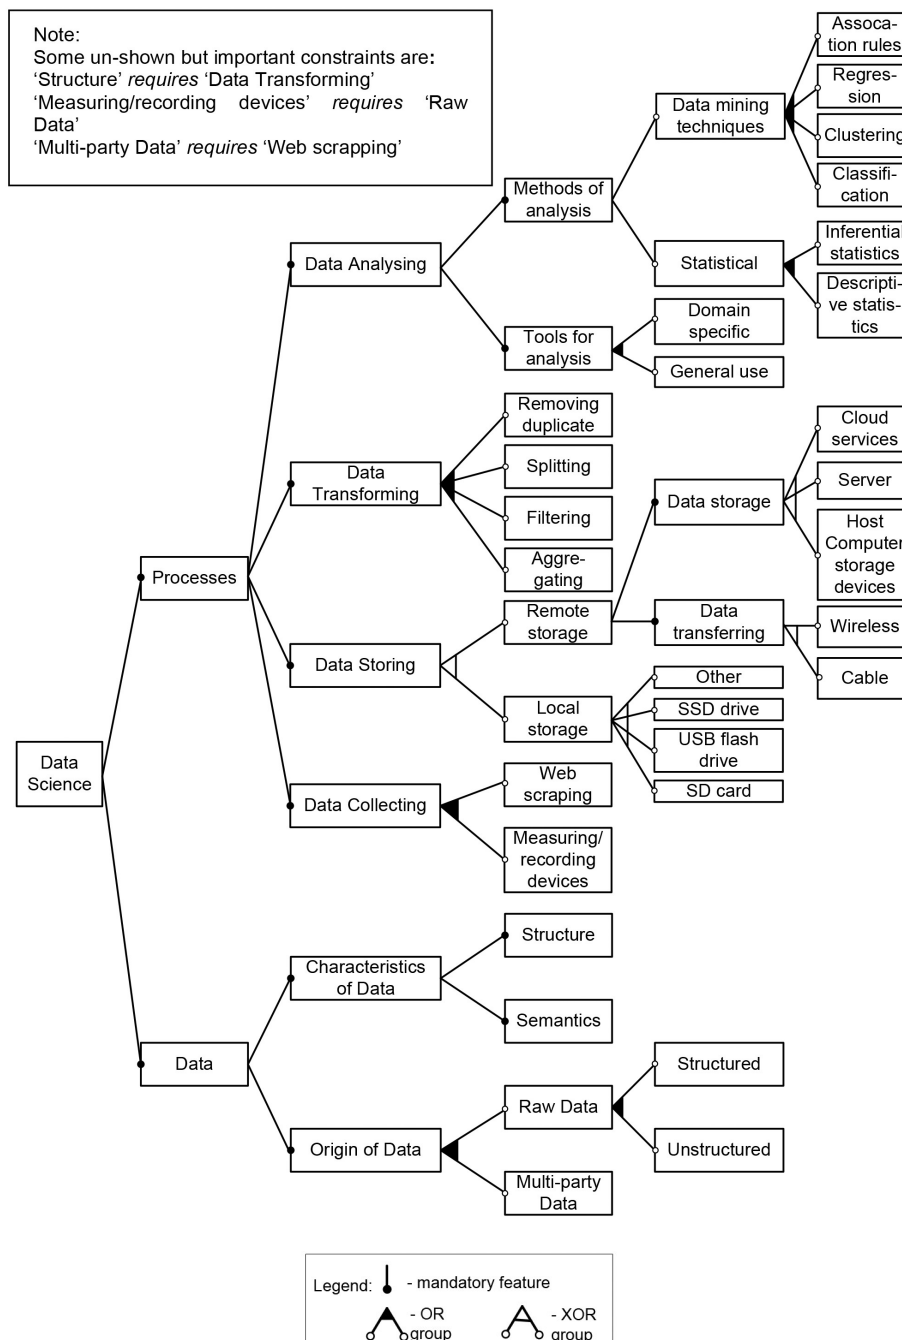 Note:
Some un-shown but important constraints are:
‘Structure’ requires ‘Data Transforming’
‘Measuring/recording devices’ requires ‘Raw
Data’
‘Multi-party Data’ requires ‘Web scrapping’
Assoca-
tion rules
Regres-
sion
Data mining
techniques
Clustering
Classifi-
cation
Methods of
analysis
Inferential
statistics
Statistical
Data Analysing
Descripti-
ve statis-
tics
Domain
specific
Tools for
analysis
General use
Removing
duplicate
Cloud
services
Splitting
Data
Transforming
Server
Data storage
Filtering
Host
Computer
storage
devices
Aggre-
gating
Processes
Remote
storage
Data
transferring
Wireless
Data Storing
Other
Cable
Local
storage
SSD drive
USB flash
drive
Data
Science
Web
scraping
SD card
Data Collecting
Measuring/
recording
devices
Structure
Characteristics
of Data
Semantics
Data
Structured
Raw Data
Origin of Data
Unstructured
Multi-party
Data
Legend:
- mandatory feature
- OR
group
- XOR
group